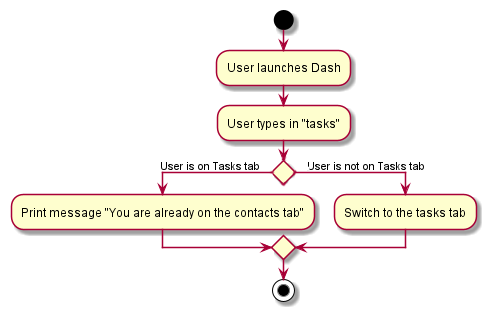 User launches Dash
User types in "tasks"
User is on Tasks tab
User is not on Tasks tab
Print message "You are already on the contacts tab"
Switch to the tasks tab